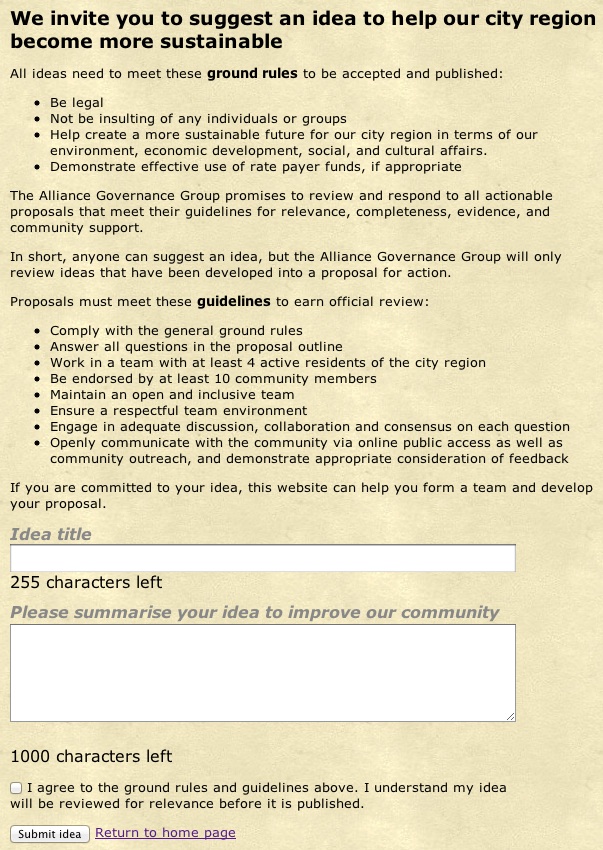 We invite you to suggest an idea to help our city region
become more sustainable
All ideas need to meet these ground rules to be accepted and published:
• Be legal
• Not be insulting of any individuals or groups
• Help create a more sustainable future for our city region in terms of our
environment, economic development, social, and cultural affairs.
• Demonstrate effective use of rate payer funds, if appropriate
The Alliance Governance Group promises to review and respond to all actionable
proposals that meet their guidelines for relevance, completeness, evidence, and
community support.
In short, anyone can suggest an idea, but the Alliance Governance Group will only
review ideas that have been developed into a proposal for action.
Proposals must meet these guidelines to earn official review:
• Comply with the general ground rules
• Answer all questions in the proposal outline
• Work in a team with at least 4 active residents of the city region
• Be endorsed by at least 10 community members
• Maintain an open and inclusive team
• Ensure a respectful team environment
• Engage in adequate discussion, collaboration and consensus on each question
• Openly communicate with the community via online public access as well as
community outreach, and demonstrate appropriate consideration of feedback
If you are committed to your idea, this website can help you form a team and develop
your proposal.
Idea title
255 characters left
Please summarise your idea to improve our community
1000 characters left
I agree to the ground rules and guidelines above. I understand my idea
will be reviewed for relevance before it is published.
Submit idea Return to home page